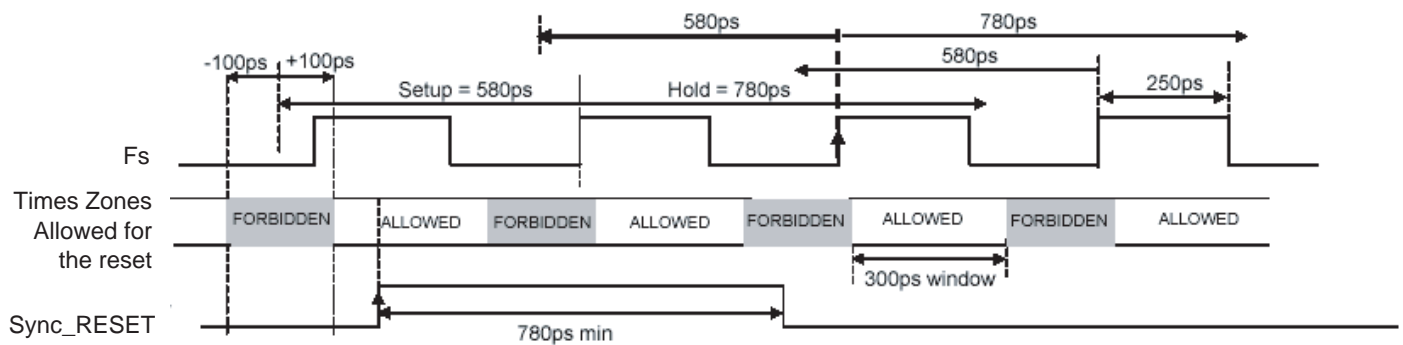 580ps
780ps
-100ps
+100ps
580ps
Setup = 580ps
Hold = 780ps
250ps
Fs
Times Zones
Allowed for
the reset
FORBIDDEN
ALLOWED
FORBIDDEN
ALLOWED
FORBIDDEN
ALLOWED
FORBIDDEN
ALLOWED
300ps window
Sync_RESET
780ps min